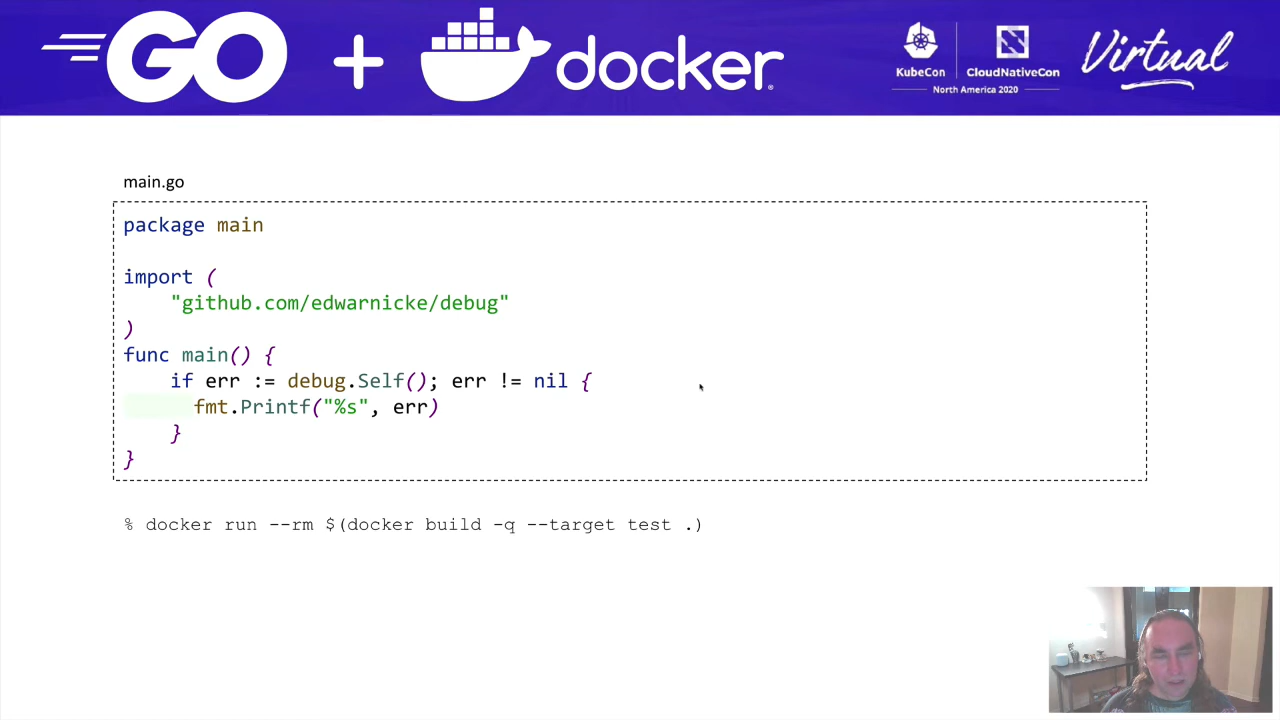 GO + docker
KubeCon CloudNativeCon
North America 2020
Virtual
main.go
package main
import (
"github.com/edwarnicke/debug"
)
func main() {
if err := debug.Self(); err != nil {
fmt.Printf("%s", err)
}
}
% docker run --rm $(docker build -q --target test .)